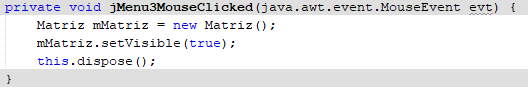 private void jMenu3MouseClicked(java.awt.event.MouseEvent evt) {
    Matriz mMatriz = new Matriz();
    mMatriz.setVisible(true);
    this.dispose();
}